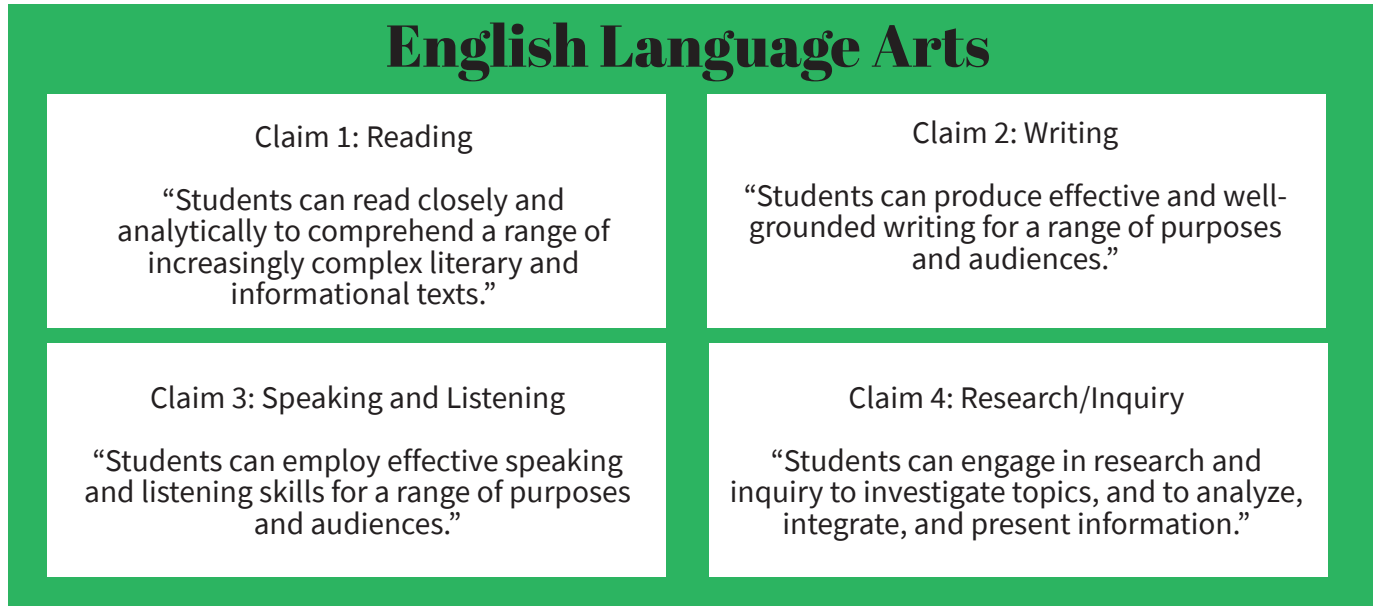 English Language Arts
Claim 1: Reading
“Students can read closely and
analytically to comprehend a range of
increasingly complex literary and
informational texts.”
Claim 2: Writing
“Students can produce effective and well-
grounded writing for a range of purposes
and audiences.”
Claim 3: Speaking and Listening
“Students can employ effective speaking
and listening skills for a range of purposes
and audiences.”
Claim 4: Research/Inquiry
“Students can engage in research and
inquiry to investigate topics, and to analyze,
integrate, and present information.”